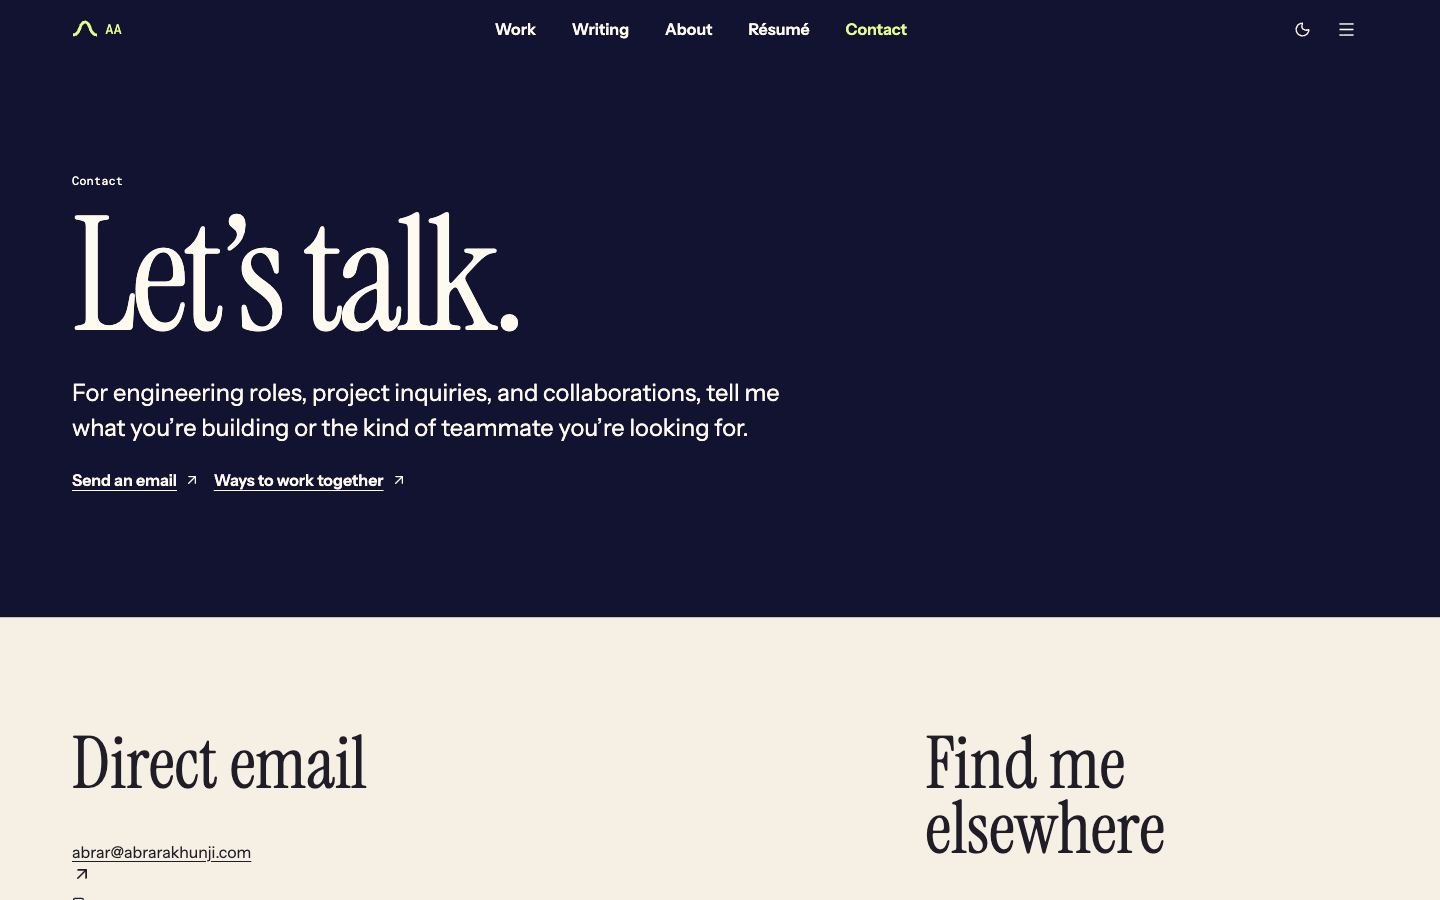 AA
Work
Writing
About
Résumé
Contact
Contact
Let’s talk.
For engineering roles, project inquiries, and collaborations, tell me
what you’re building or the kind of teammate you’re looking for.
Send an email
Ways to work together
Direct email
abrar@abrarakhunji.com
Find me
elsewhere